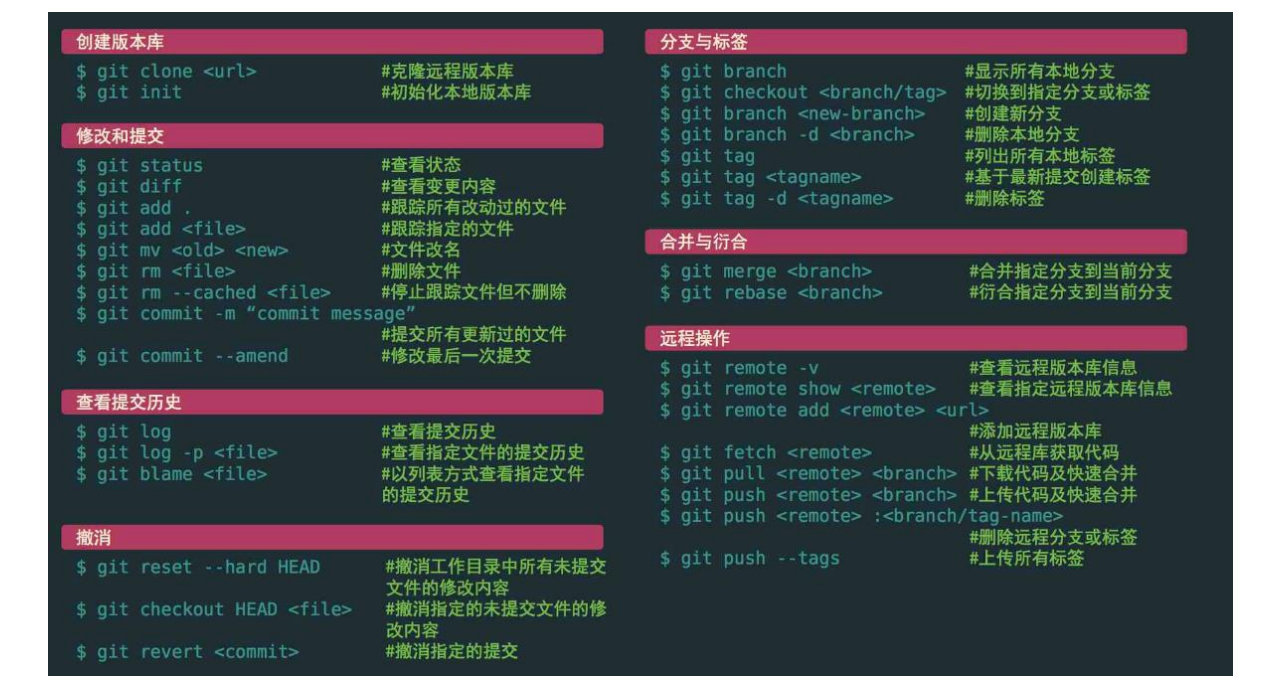 创建版本库
$ git clone <url> #克隆远程版本库
$ git init #初始化本地版本库
修改和提交
$ git status #查看状态
$ git diff #查看变更内容
$ git add . #跟踪所有改动过的文件
$ git add <file> #跟踪指定的文件
$ git mv <old> <new> #文件改名
$ git rm <file> #删除文件
$ git rm --cached <file> #停止跟踪文件但不删除
$ git commit -m “commit message”
#提交所有更新过的文件
$ git commit --amend #修改最后一次提交
查看提交历史
$ git log #查看提交历史
$ git log -p <file> #查看指定文件的提交历史
$ git blame <file> #以列表方式查看指定文件
的提交历史
撤消
$ git reset --hard HEAD #撤消工作目录中所有未提交
文件的修改内容
$ git checkout HEAD <file> #撤消指定的未提交文件的修
改内容
$ git revert <commit> #撤消指定的提交
分支与标签
$ git branch #显示所有本地分支
$ git checkout <branch/tag> #切换到指定分支或标签
$ git branch <new-branch> #创建新分支
$ git branch -d <branch> #删除本地分支
$ git tag #列出所有本地标签
$ git tag <tagname> #基于最新提交创建标签
$ git tag -d <tagname> #删除标签
合并与衍合
$ git merge <branch> #合并指定分支到当前分支
$ git rebase <branch> #衍合指定分支到当前分支
远程操作
$ git remote -v #查看远程版本库信息
$ git remote show <remote> #查看指定远程版本库信息
$ git remote add <remote> <url>
#添加远程版本库
$ git fetch <remote> #从远程库获取代码
$ git pull <remote> <branch> #下载代码及快速合并
$ git push <remote> <branch> #上传代码及快速合并
$ git push <remote> :<branch/tag-name>
#删除远程分支或标签
$ git push --tags #上传所有标签